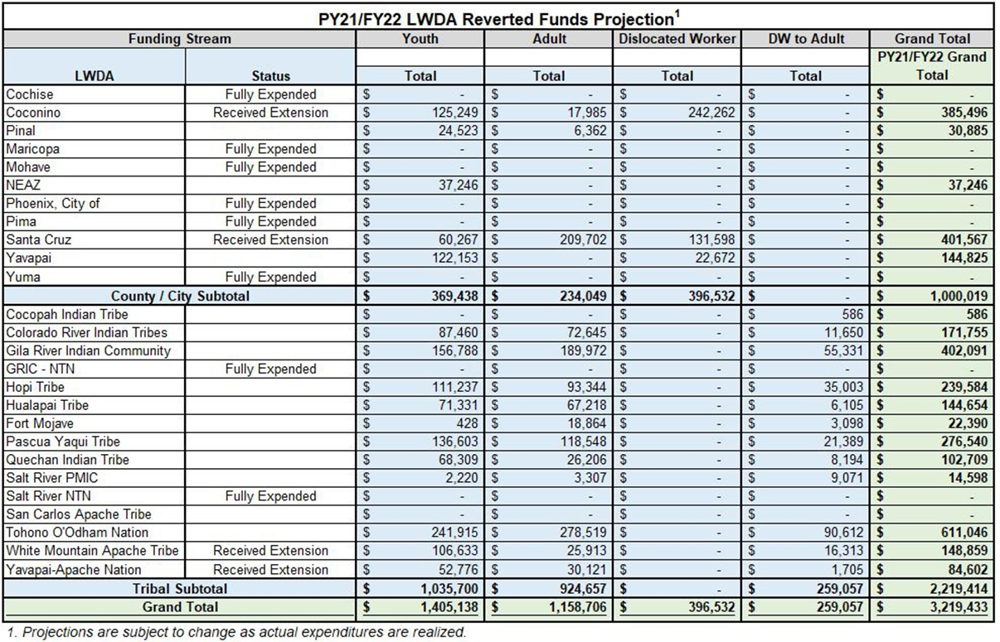 PY21/FY22 LWDA Reverted Funds Projection1
Funding Stream Youth Adult Dislocated Worker DW to Adult Grand Total
LWDA Status Total Total Total Total PY21/FY22 Grand Total
Cochise Fully Expended $ - $ - $ - $ - $ -
Coconino Received Extension $ 125,249 $ 17,985 $ 242,262 $ - $ 385,496
Pinal $ 24,523 $ 6,362 $ - $ - $ 30,885
Maricopa Fully Expended $ - $ - $ - $ - $ -
Mohave Fully Expended $ - $ - $ - $ - $ -
NEAZ $ 37,246 $ - $ - $ - $ 37,246
Phoenix, City of Fully Expended $ - $ - $ - $ - $ -
Pima Fully Expended $ - $ - $ - $ - $ -
Santa Cruz Received Extension $ 60,267 $ 209,702 $ 131,598 $ - $ 401,567
Yavapai $ 122,153 $ - $ 22,672 $ - $ 144,825
Yuma Fully Expended $ - $ - $ - $ - $ -
County / City Subtotal $ 369,438 $ 234,049 $ 396,532 $ - $ 1,000,019
Cocopah Indian Tribe $ - $ - $ - $ 586 $ 586
Colorado River Indian Tribes $ 87,460 $ 72,645 $ - $ 11,650 $ 171,755
Gila River Indian Community $ 156,788 $ 189,972 $ - $ 55,331 $ 402,091
GRIC - NTN Fully Expended $ - $ - $ - $ - $ -
Hopi Tribe $ 111,237 $ 93,344 $ - $ 35,003 $ 239,584
Hualapai Tribe $ 71,331 $ 67,218 $ - $ 6,105 $ 144,654
Fort Mojave $ 428 $ 18,864 $ - $ 3,098 $ 22,390
Pascua Yaqui Tribe $ 136,603 $ 118,548 $ - $ 21,389 $ 276,540
Quechan Indian Tribe $ 68,309 $ 26,206 $ - $ 8,194 $ 102,709
Salt River PMIC $ 2,220 $ 3,307 $ - $ 9,071 $ 14,598
Salt River NTN Fully Expended $ - $ - $ - $ - $ -
San Carlos Apache Tribe $ - $ - $ - $ - $ -
Tohono O'Odham Nation $ 241,915 $ 278,519 $ - $ 90,612 $ 611,046
White Mountain Apache Tribe Received Extension $ 106,633 $ 25,913 $ - $ 16,313 $ 148,859
Yavapai-Apache Nation Received Extension $ 52,776 $ 30,121 $ - $ 1,705 $ 84,602
Tribal Subtotal $ 1,035,700 $ 924,657 $ - $ 259,057 $ 2,219,414
Grand Total $ 1,405,138 $ 1,158,706 $ 396,532 $ 259,057 $ 3,219,433
1. Projections are subject to change as actual expenditures are realized.